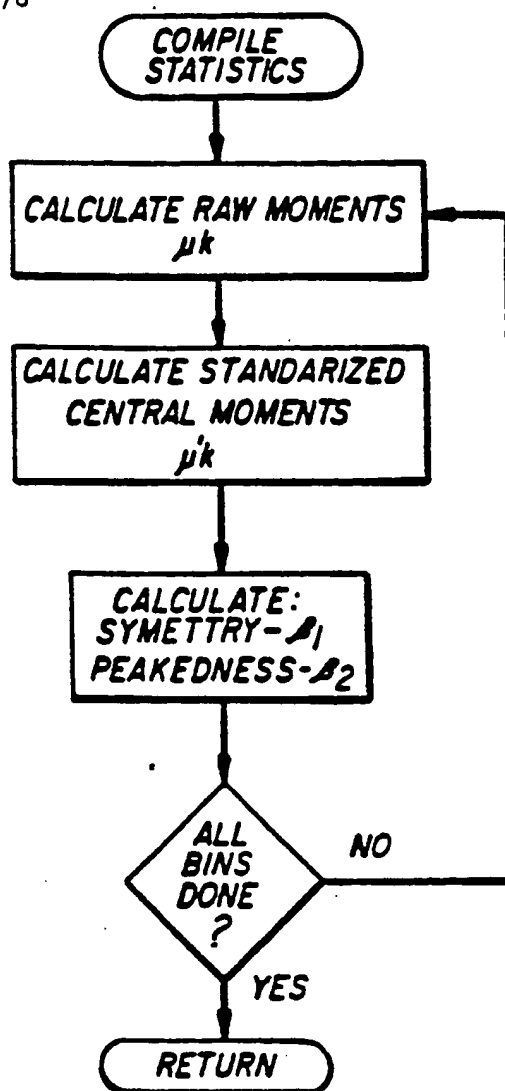 COMPILE
STATISTICS
CALCULATE RAW MOMENTS
μk
CALCULATE STANDARIZED
CENTRAL MOMENTS
μ'k
CALCULATE:
SYMETTRY-β1
PEAKEDNESS-β2
ALL
BINS
DONE
?
NO
YES
RETURN